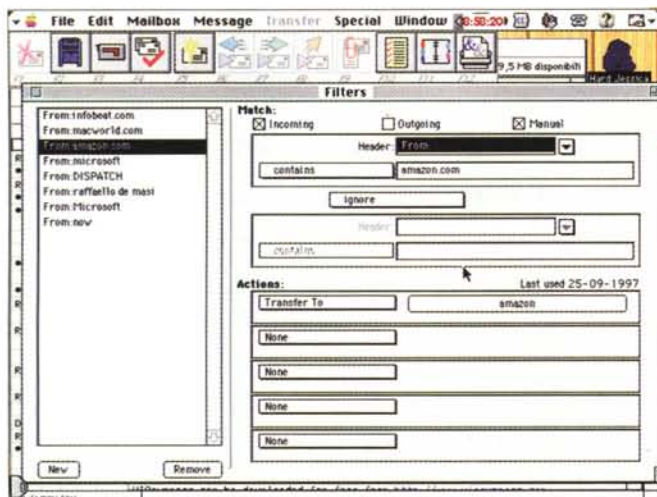 File Edit Mailbox Message Transfer Special Window
9,5 MB disponibili
Hard Jessica
Filters
From:infobeat.com
From:macworld.com
From:amazon.com
From:microsoft
From:DISPATCH
From:raffaello de masi
From:Microsoft
From:now
New
Remove
Match:
Incoming
Outgoing
Manual
Header: From:
contains
amazon.com
ignore
Header:
contains
Actions:
Last used 25-09-1997
Transfer To
amazon
None
None
None
None